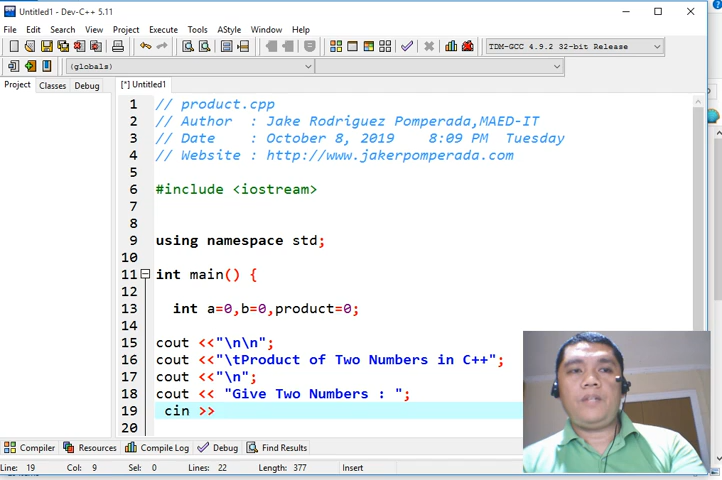 Untitled1 - Dev-C++ 5.11
File Edit Search View Project Execute Tools AStyle Window Help
TDM-GCC 4.9.2 32-bit Release
(globals)
Project Classes Debug [*] Untitled1
1 // product.cpp
2 // Author : Jake Rodriguez Pomperada,MAED-IT
3 // Date : October 8, 2019 8:09 PM Tuesday
4 // Website : http://www.jakerpomperada.com
5
6 #include <iostream>
7
8
9 using namespace std;
10
11 int main() {
12
13 int a=0,b=0,product=0;
14
15 cout <<"\n\n";
16 cout <<"\tProduct of Two Numbers in C++";
17 cout <<"\n";
18 cout << "Give Two Numbers : ";
19 cin >>
20
Compiler Resources Compile Log Debug Find Results
Line: 19 Col: 9 Sel: 0 Lines: 22 Length: 377 Insert